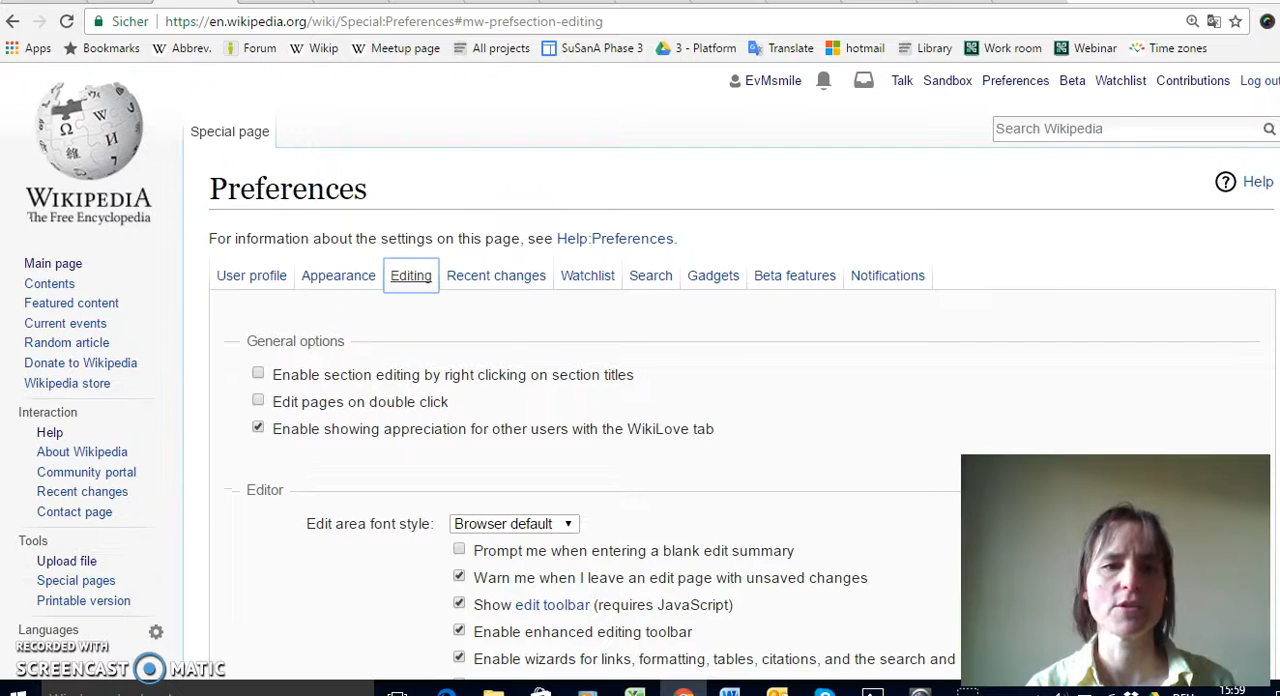 Sicher https://en.wikipedia.org/wiki/Special:Preferences#mw-prefsection-editing
Apps Bookmarks Abbrev. Forum Wikip Meetup page All projects SuSanA Phase 3 3 - Platform Translate hotmail Library Work room Webinar Time zones
EvMsmile Talk Sandbox Preferences Beta Watchlist Contributions Log out
Special page
Search Wikipedia
WIKIPEDIA
The Free Encyclopedia
Preferences
Help
For information about the settings on this page, see Help:Preferences.
User profile Appearance Editing Recent changes Watchlist Search Gadgets Beta features Notifications
Main page
Contents
Featured content
Current events
Random article
Donate to Wikipedia
Wikipedia store
Interaction
Help
About Wikipedia
Community portal
Recent changes
Contact page
Tools
Upload file
Special pages
Printable version
Languages
General options
Enable section editing by right clicking on section titles
Edit pages on double click
Enable showing appreciation for other users with the WikiLove tab
Editor
Edit area font style: Browser default
Prompt me when entering a blank edit summary
Warn me when I leave an edit page with unsaved changes
Show edit toolbar (requires JavaScript)
Enable enhanced editing toolbar
Enable wizards for links, formatting, tables, citations, and the search and
RECORDED WITH
SCREENCAST MATIC
15:59